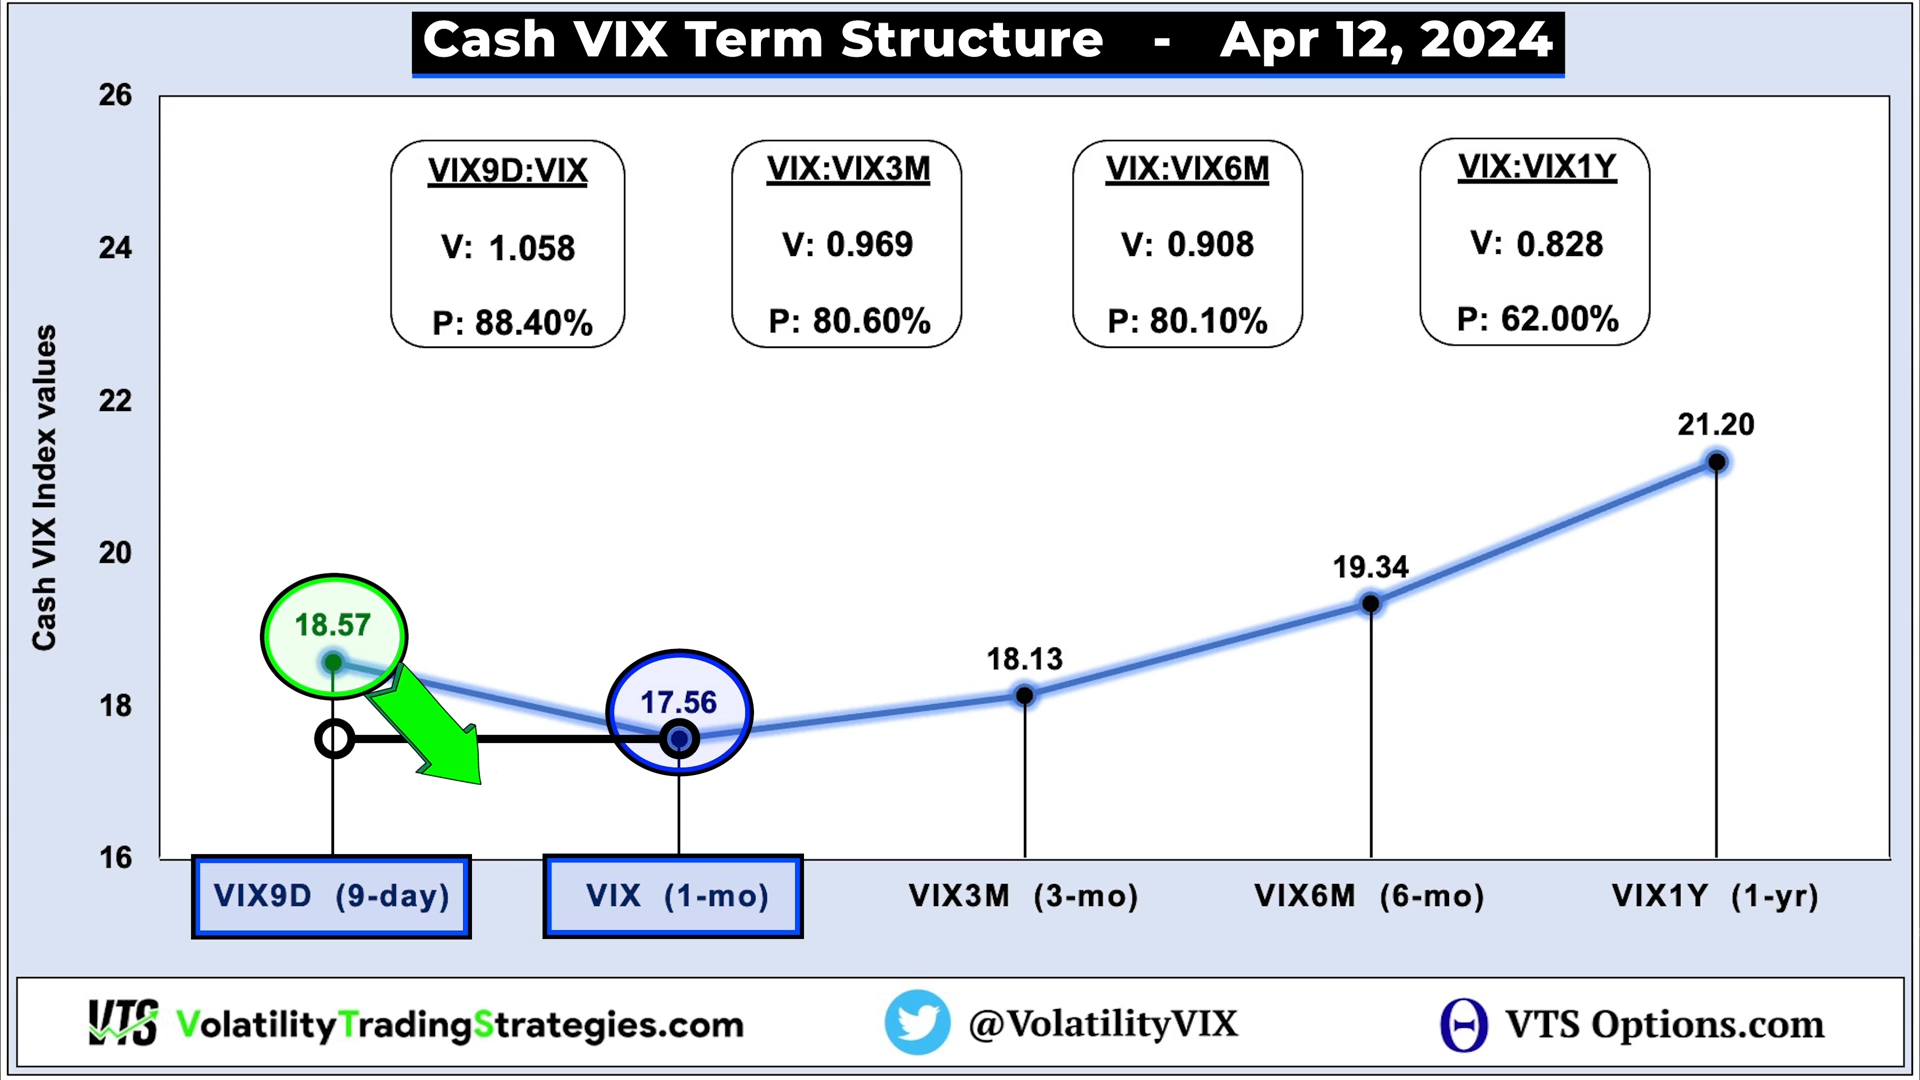 Cash VIX Term Structure - Apr 12, 2024
Cash VIX Index values
26
24
22
20
18
16
VIX9D:VIX
V: 1.058
P: 88.40%
VIX:VIX3M
V: 0.969
P: 80.60%
VIX:VIX6M
V: 0.908
P: 80.10%
VIX:VIX1Y
V: 0.828
P: 62.00%
18.57
17.56
18.13
19.34
21.20
VIX9D (9-day)
VIX (1-mo)
VIX3M (3-mo)
VIX6M (6-mo)
VIX1Y (1-yr)
VTS VolatilityTradingStrategies.com
@VolatilityVIX
VTS Options.com